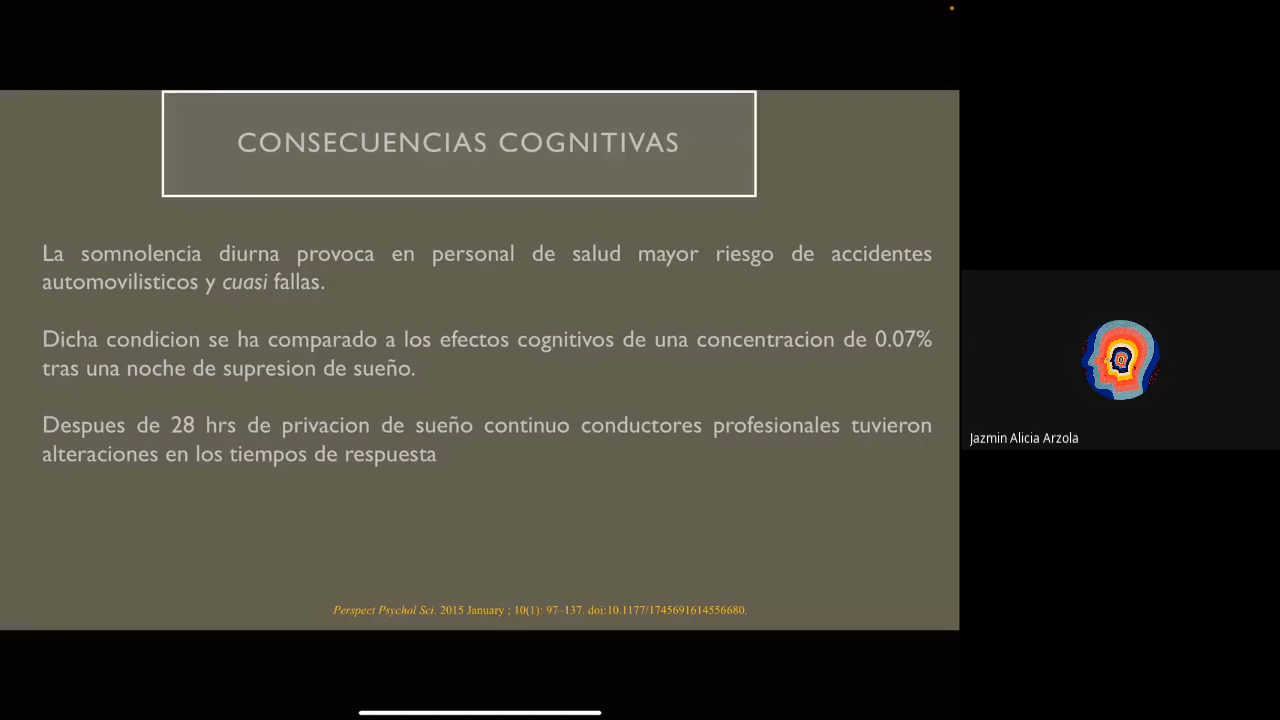 CONSECUENCIAS COGNITIVAS
La somnolencia diurna provoca en personal de salud mayor riesgo de accidentes
automovilisticos y cuasi fallas.
Dicha condicion se ha comparado a los efectos cognitivos de una concentracion de 0.07%
tras una noche de supresion de sueño.
Despues de 28 hrs de privacion de sueño continuo conductores profesionales tuvieron
alteraciones en los tiempos de respuesta
Perspect Psychol Sci. 2015 January ; 10(1): 97–137. doi:10.1177/1745691614556680.
Jazmin Alicia Arzola